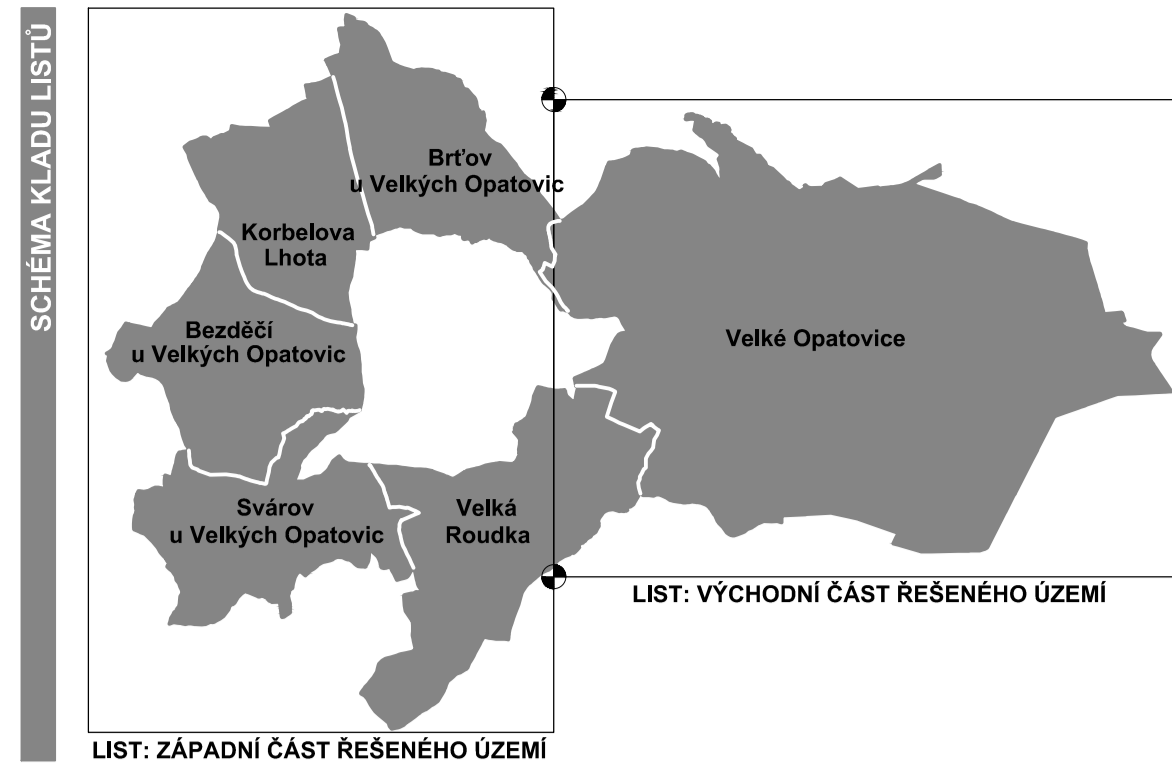 SCHÉMA KLADU LISTŮ
Brťov
u Velkých Opatovic
Korbelova
Lhota
Bezděčí
u Velkých Opatovic
Velké Opatovice
Svárov
u Velkých Opatovic
Velká
Roudka
LIST: VÝCHODNÍ ČÁST ŘEŠENÉHO ÚZEMÍ
LIST: ZÁPADNÍ ČÁST ŘEŠENÉHO ÚZEMÍ